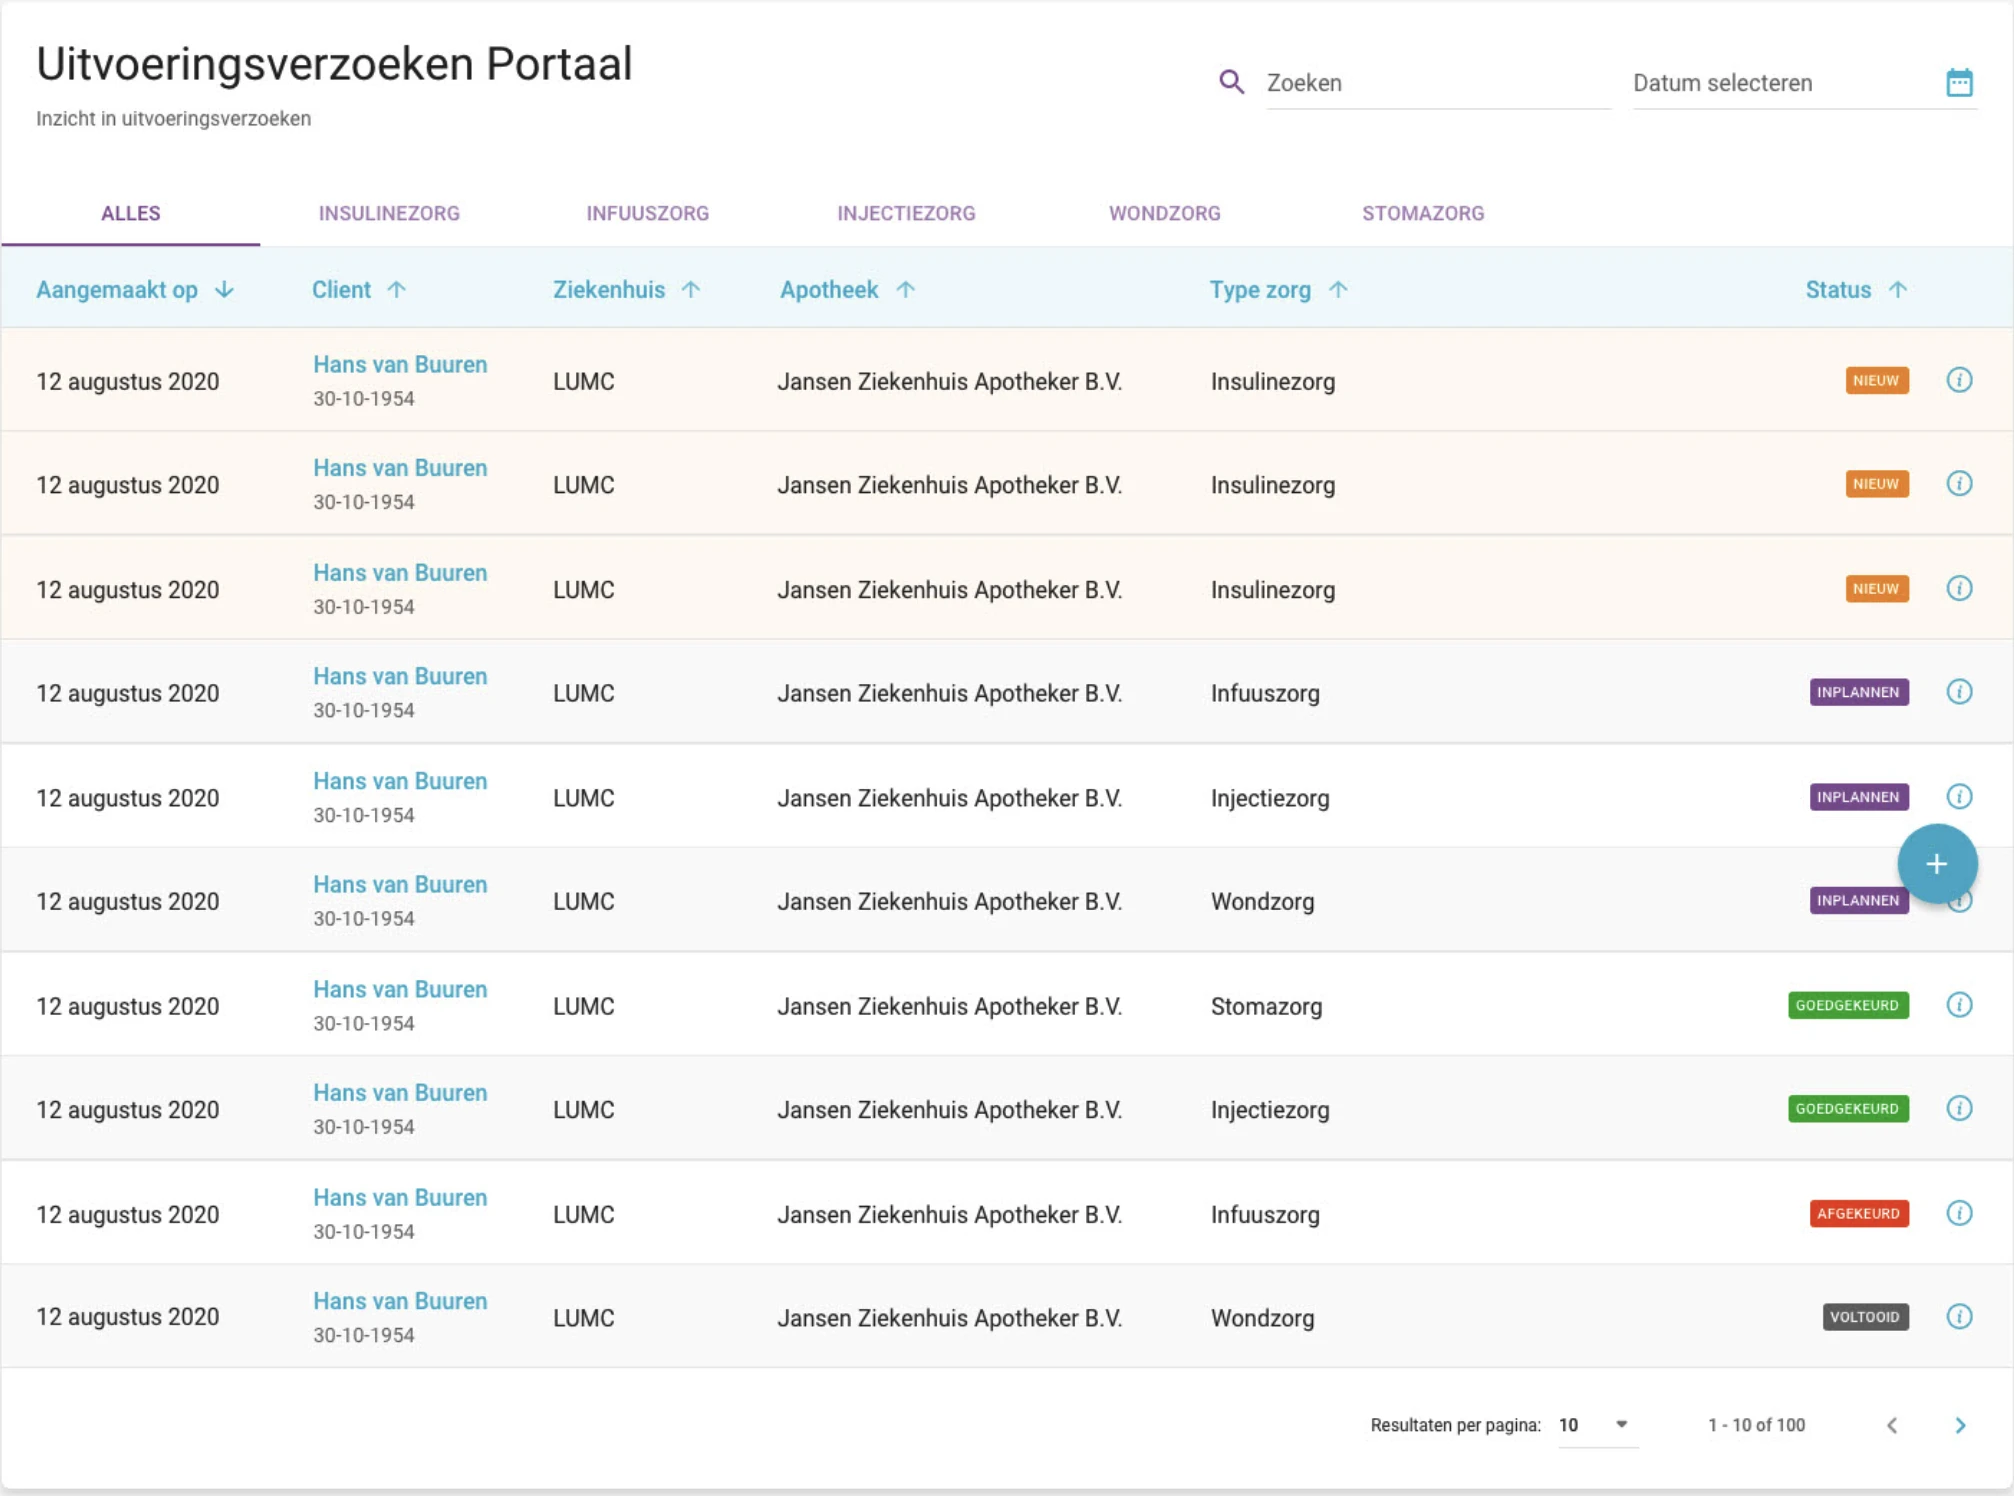 Uitvoeringsverzoeken Portaal
Inzicht in uitvoeringsverzoeken
Zoeken
Datum selecteren
ALLES INSULINEZORG INFUUSZORG INJECTIEZORG WONDZORG STOMAZORG
Aangemaakt op Client Ziekenhuis Apotheek Type zorg Status
12 augustus 2020 Hans van Buuren LUMC Jansen Ziekenhuis Apotheker B.V. Insulinezorg NIEUW
30-10-1954
12 augustus 2020 Hans van Buuren LUMC Jansen Ziekenhuis Apotheker B.V. Insulinezorg NIEUW
30-10-1954
12 augustus 2020 Hans van Buuren LUMC Jansen Ziekenhuis Apotheker B.V. Insulinezorg NIEUW
30-10-1954
12 augustus 2020 Hans van Buuren LUMC Jansen Ziekenhuis Apotheker B.V. Infuuszorg INPLANNEN
30-10-1954
12 augustus 2020 Hans van Buuren LUMC Jansen Ziekenhuis Apotheker B.V. Injectiezorg INPLANNEN
30-10-1954
12 augustus 2020 Hans van Buuren LUMC Jansen Ziekenhuis Apotheker B.V. Wondzorg INPLANNEN
30-10-1954
12 augustus 2020 Hans van Buuren LUMC Jansen Ziekenhuis Apotheker B.V. Stomazorg GOEDGEKEURD
30-10-1954
12 augustus 2020 Hans van Buuren LUMC Jansen Ziekenhuis Apotheker B.V. Injectiezorg GOEDGEKEURD
30-10-1954
12 augustus 2020 Hans van Buuren LUMC Jansen Ziekenhuis Apotheker B.V. Infuuszorg AFGEKEURD
30-10-1954
12 augustus 2020 Hans van Buuren LUMC Jansen Ziekenhuis Apotheker B.V. Wondzorg VOLTOOID
30-10-1954
Resultaten per pagina: 10 1 - 10 of 100